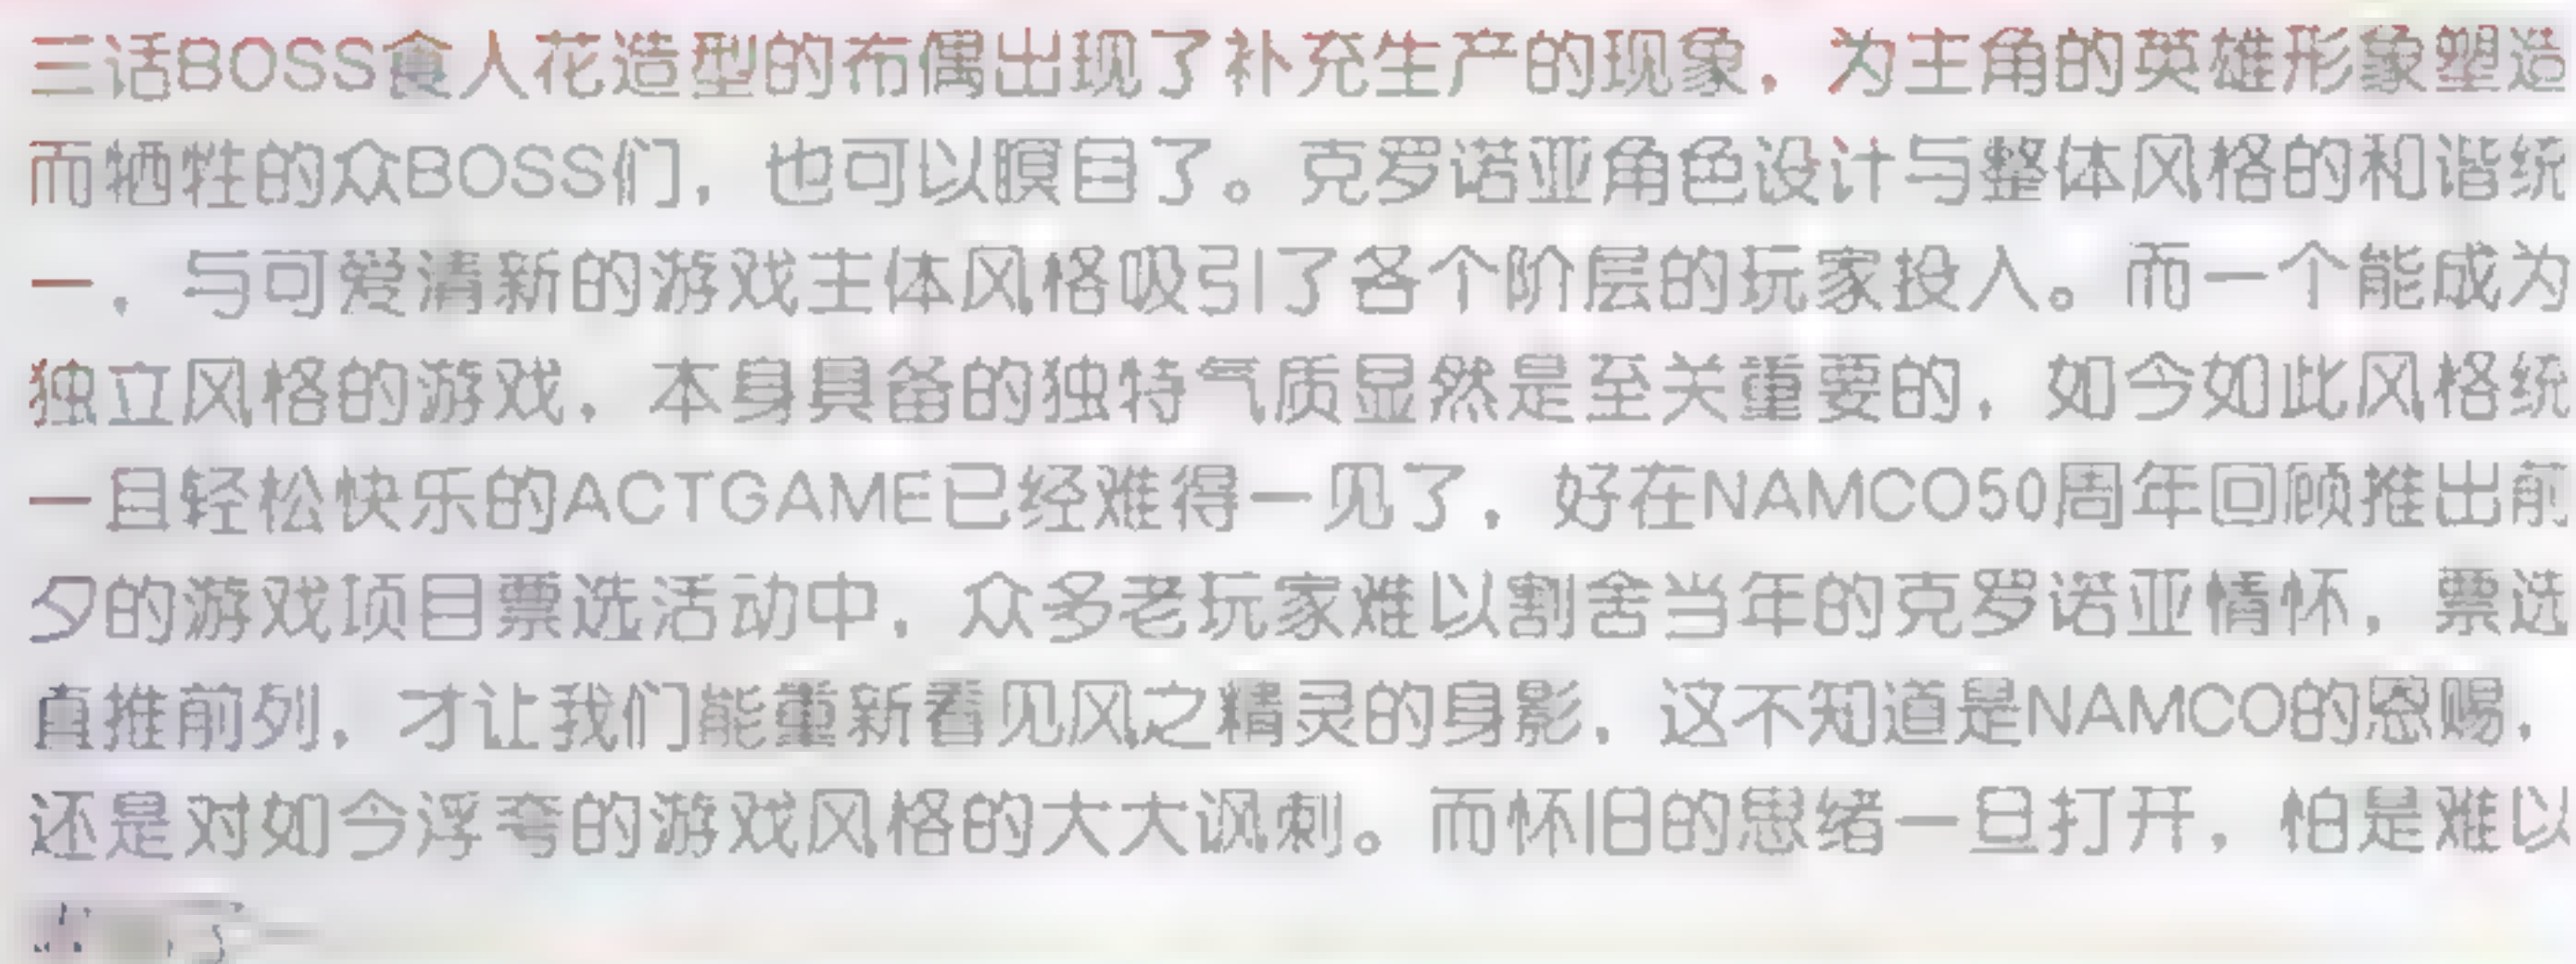 三话BOSS食人花造型的布偶出现了补充生产的现象，为主角的英雄形象塑造
而牺牲的众BOSS们，也可以瞑目了。克罗诺亚角色设计与整体风格的和谐统
一，与可爱清新的游戏主体风格吸引了各个阶层的玩家投入。而一个能成为
独立风格的游戏，本身具备的独特气质显然是至关重要的，如今如此风格统
一且轻松快乐的ACTGAME已经难得一见了，好在NAMCO50周年回顾推出前
夕的游戏项目票选活动中，众多老玩家难以割舍当年的克罗诺亚情怀，票选
直推前列，才让我们能重新看见风之精灵的身影，这不知道是NAMCO的恩赐，
还是对如今浮夸的游戏风格的大大讽刺。而怀旧的思绪一旦打开，怕是难以